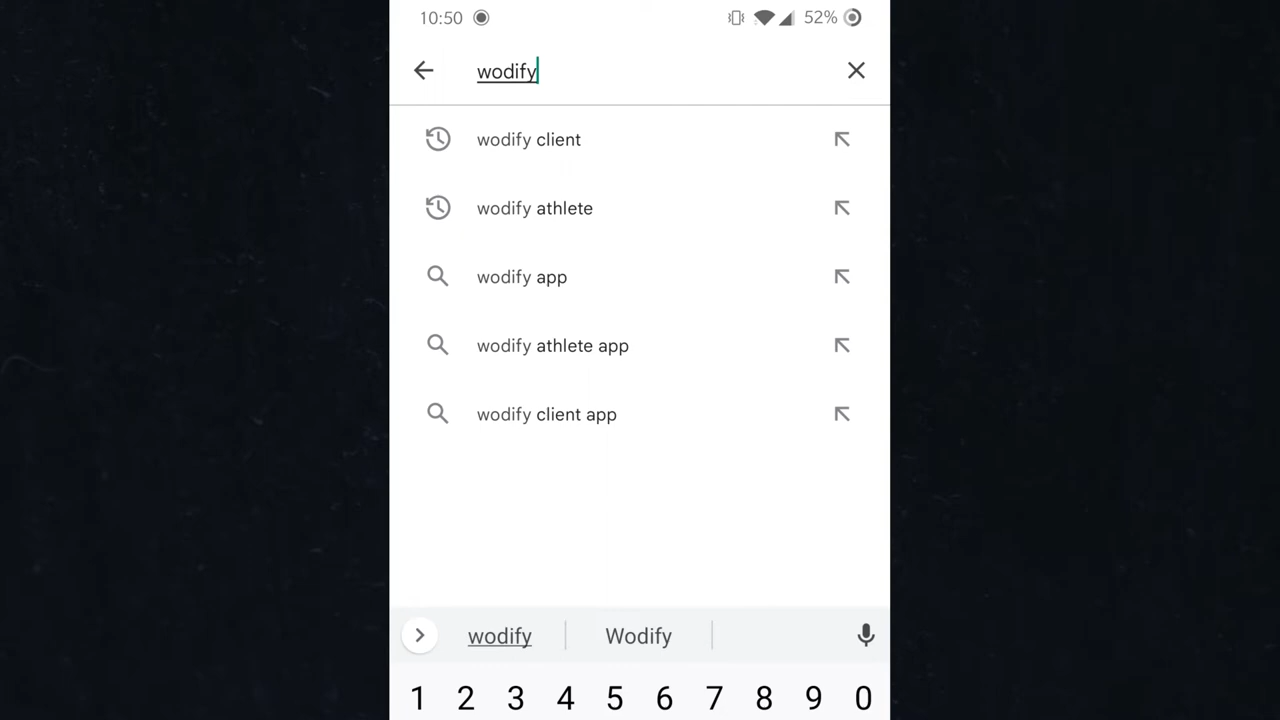 10:50 52%
wodify
wodify client
wodify athlete
wodify app
wodify athlete app
wodify client app
wodify Wodify
1 2 3 4 5 6 7 8 9 0